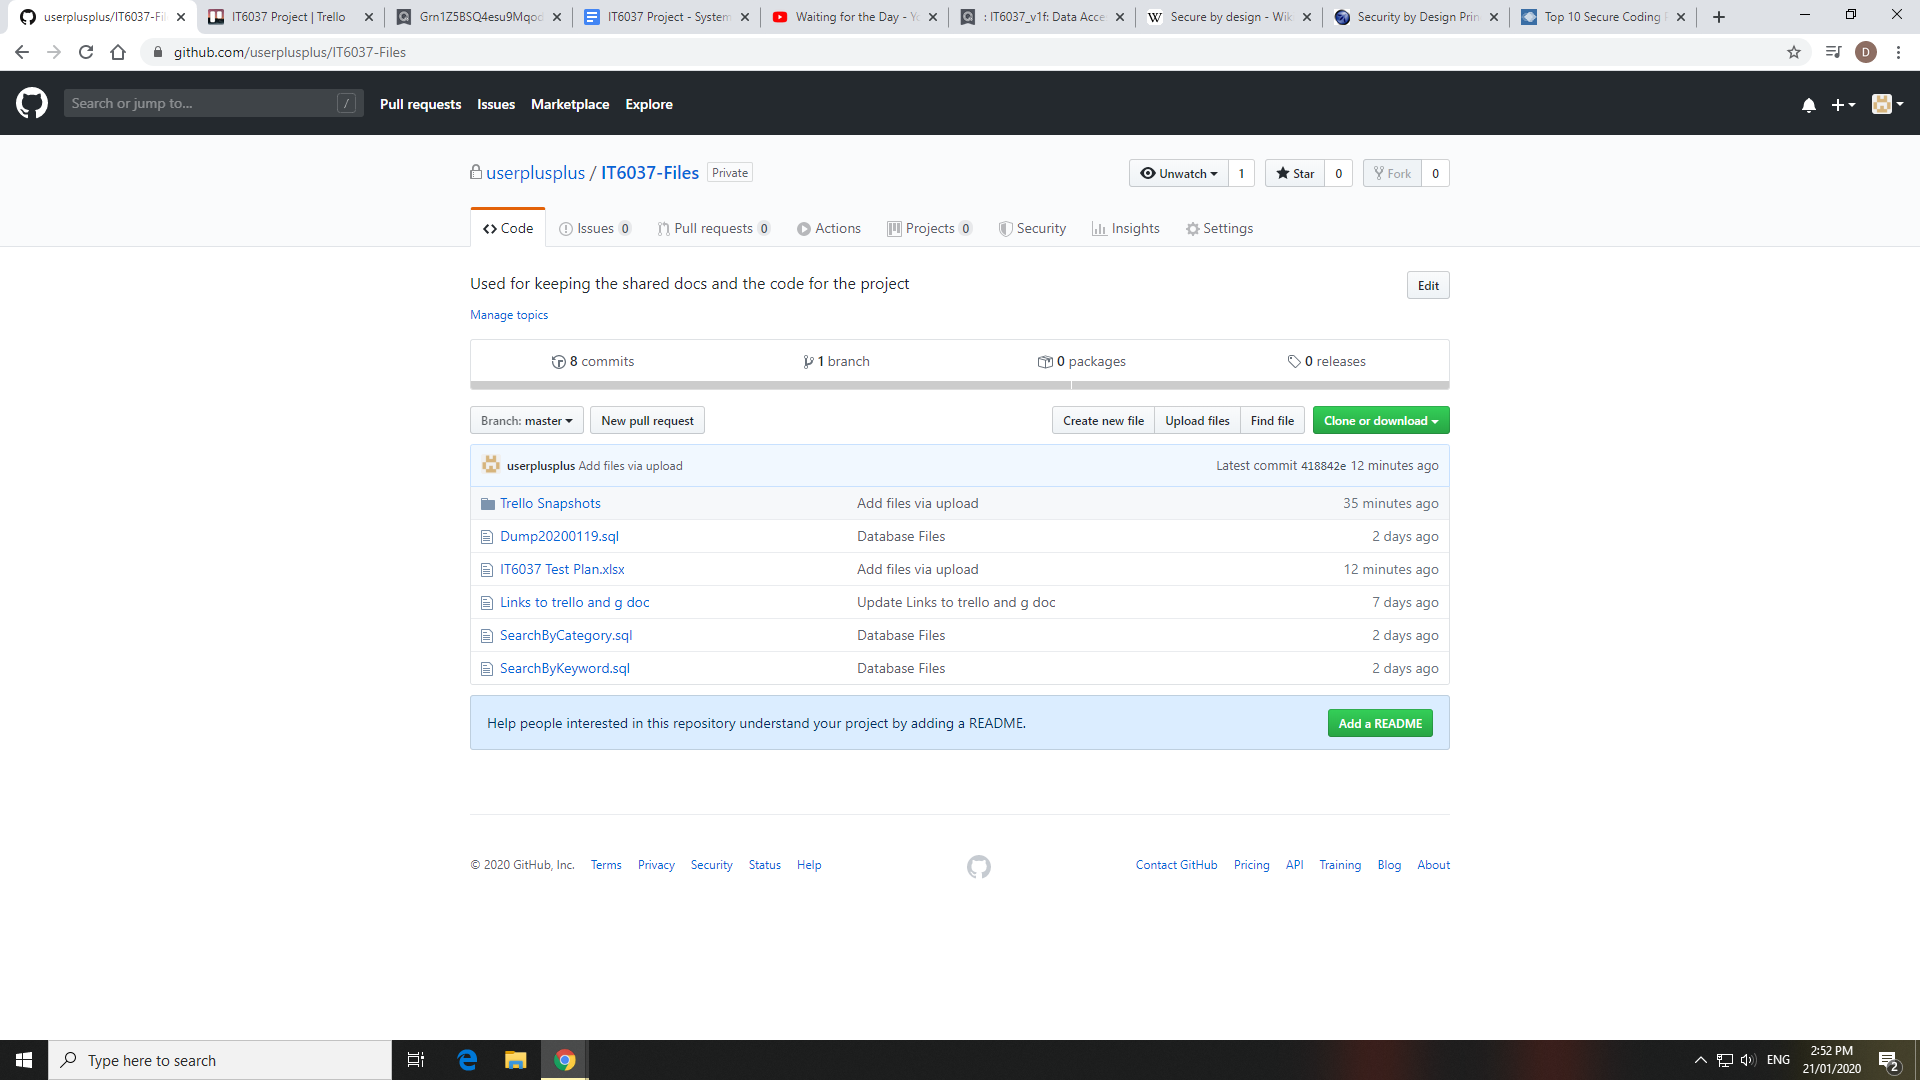 userplusplus/IT6037-Fil
IT6037 Project | Trello
Grn1Z5BSQ4esu9Mqod
IT6037 Project - System
Waiting for the Day - Yo
: IT6037_v1f: Data Acce
Secure by design - Wik
Security by Design Prin
Top 10 Secure Coding P
github.com/userplusplus/IT6037-Files
D
Search or jump to...
/
Pull requests
Issues
Marketplace
Explore
userplusplus / IT6037-Files Private
Unwatch 1
Star 0
Fork 0
Code
Issues 0
Pull requests 0
Actions
Projects 0
Security
Insights
Settings
Used for keeping the shared docs and the code for the project
Edit
Manage topics
8 commits
1 branch
0 packages
0 releases
Branch: master
New pull request
Create new file
Upload files
Find file
Clone or download
userplusplus Add files via upload
Latest commit 418842e 12 minutes ago
Trello Snapshots Add files via upload 35 minutes ago
Dump20200119.sql Database Files 2 days ago
IT6037 Test Plan.xlsx Add files via upload 12 minutes ago
Links to trello and g doc Update Links to trello and g doc 7 days ago
SearchByCategory.sql Database Files 2 days ago
SearchByKeyword.sql Database Files 2 days ago
Help people interested in this repository understand your project by adding a README.
Add a README
© 2020 GitHub, Inc. Terms Privacy Security Status Help
Contact GitHub Pricing API Training Blog About
Type here to search
ENG
2:52 PM
21/01/2020
2